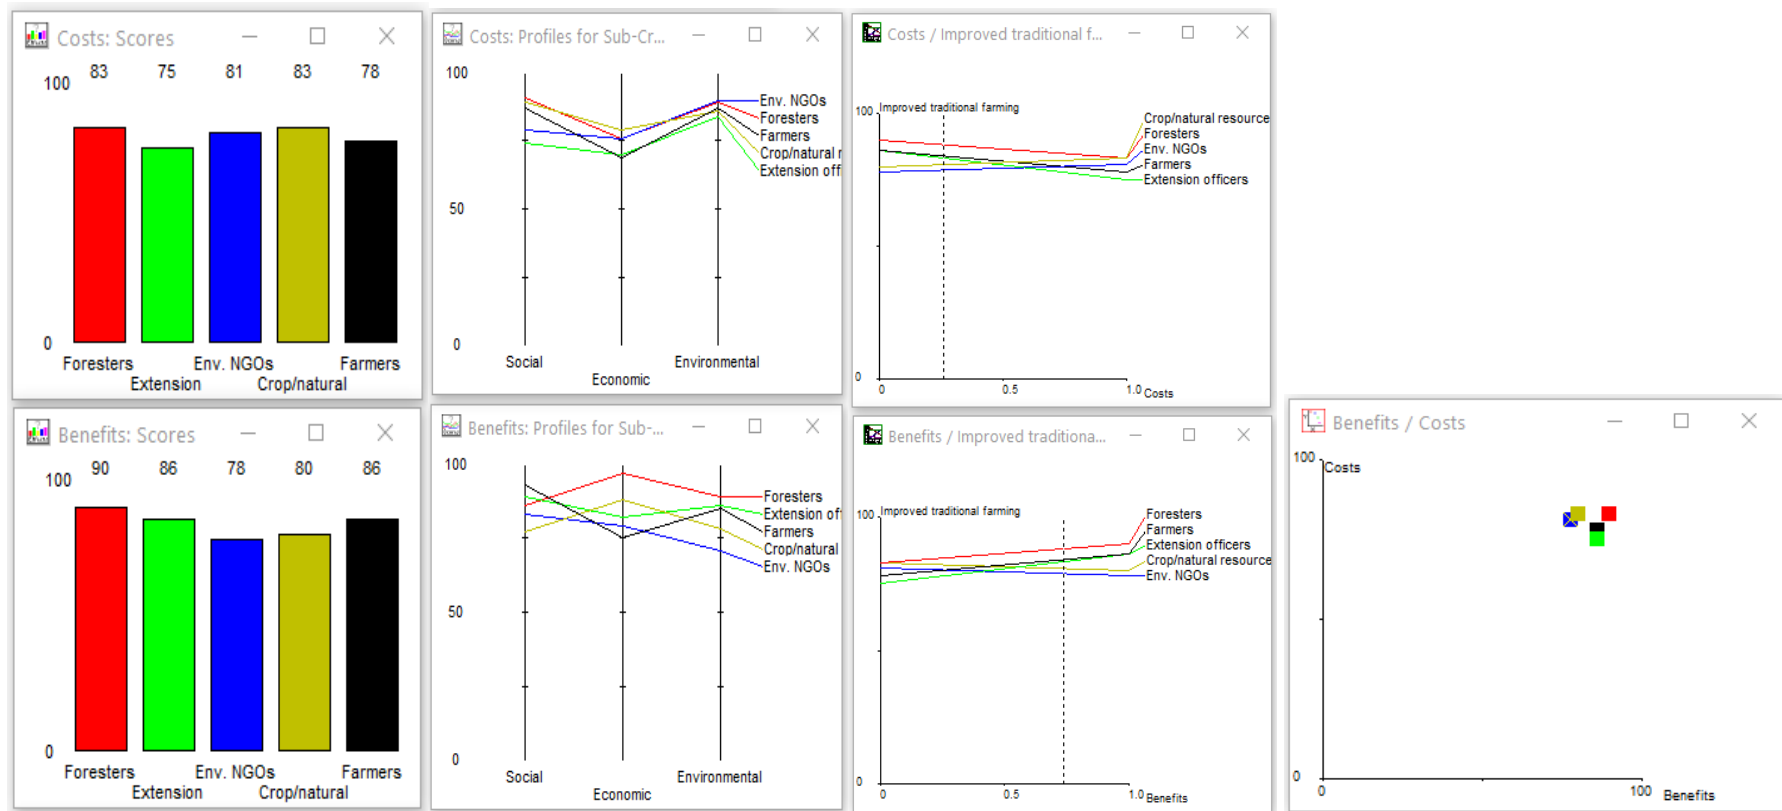 Costs: Scores
100
83 75 81 83 78
0
Foresters Env. NGOs Farmers
Extension Crop/natural
Costs: Profiles for Sub-Cr...
100
50
0
Env. NGOs
Foresters
Farmers
Crop/natural r
Extension offi
Social Environmental
Economic
Costs / Improved traditional f...
100
Improved traditional farming
Crop/natural resource
Foresters
Env. NGOs
Farmers
Extension officers
0
0 0.5 1.0 Costs
Benefits: Scores
90 86 78 80 86
100
0
Foresters Env. NGOs Farmers
Extension Crop/natural
Benefits: Profiles for Sub-...
100
50
0
Foresters
Extension off
Farmers
Crop/natural
Env. NGOs
Social Environmental
Economic
Benefits / Improved traditiona...
100
Improved traditional farming
Foresters
Farmers
Extension officers
Crop/natural resource
Env. NGOs
0
0 0.5 1.0 Benefits
Benefits / Costs
100
Costs
0
0 100 Benefits